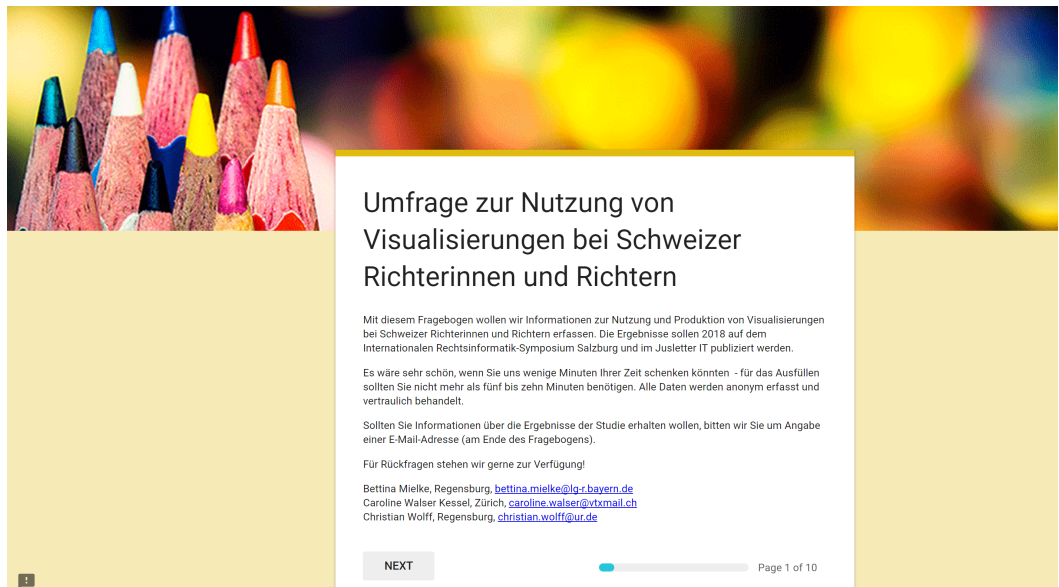 Umfrage zur Nutzung von
Visualisierungen bei Schweizer
Richterinnen und Richtern
Mit diesem Fragebogen wollen wir Informationen zur Nutzung und Produktion von Visualisierungen
bei Schweizer Richterinnen und Richtern erfassen. Die Ergebnisse sollen 2018 auf dem
Internationalen Rechtsinformatik-Symposium Salzburg und im Jusletter IT publiziert werden.
Es wäre sehr schön, wenn Sie uns wenige Minuten Ihrer Zeit schenken könnten - für das Ausfüllen
sollten Sie nicht mehr als fünf bis zehn Minuten benötigen. Alle Daten werden anonym erfasst und
vertraulich behandelt.
Sollten Sie Informationen über die Ergebnisse der Studie erhalten wollen, bitten wir Sie um Angabe
einer E-Mail-Adresse (am Ende des Fragebogens).
Für Rückfragen stehen wir gerne zur Verfügung!
Bettina Mielke, Regensburg, bettina.mielke@lg-r.bayern.de
Caroline Walser Kessel, Zürich, caroline.walser@vtxmail.ch
Christian Wolff, Regensburg, christian.wolff@ur.de
NEXT
Page 1 of 10